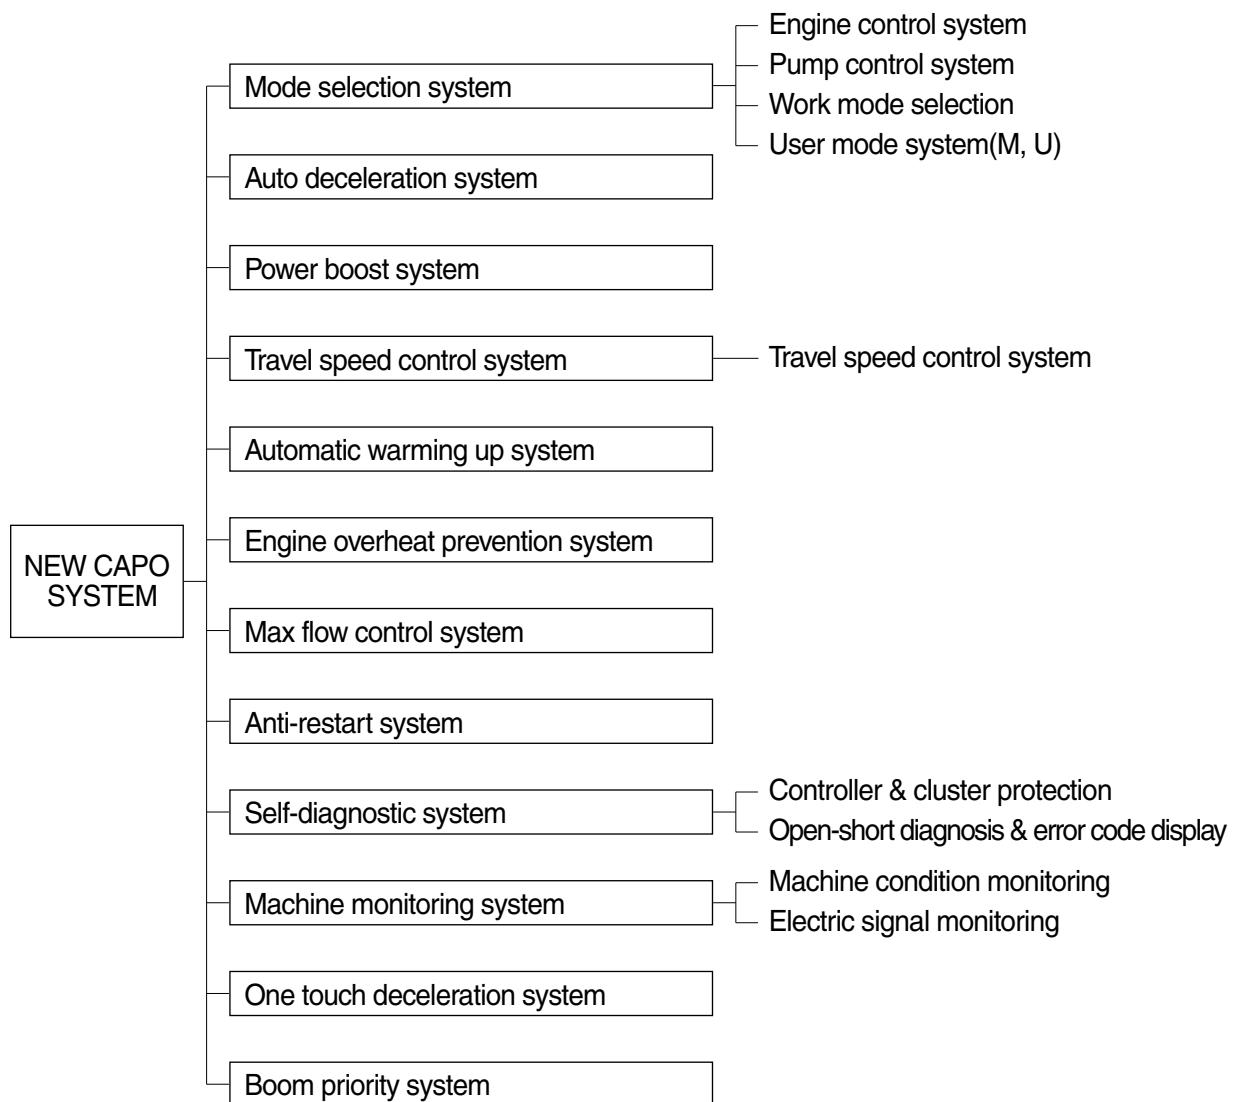 Engine control system
Pump control system
Mode selection system
Work mode selection
User mode system(M, U)
Auto deceleration system
Power boost system
Travel speed control system
Travel speed control system
Automatic warming up system
Engine overheat prevention system
NEW CAPO
SYSTEM
Max flow control system
Anti-restart system
Self-diagnostic system
Controller & cluster protection
Open-short diagnosis & error code display
Machine monitoring system
Machine condition monitoring
Electric signal monitoring
One touch deceleration system
Boom priority system